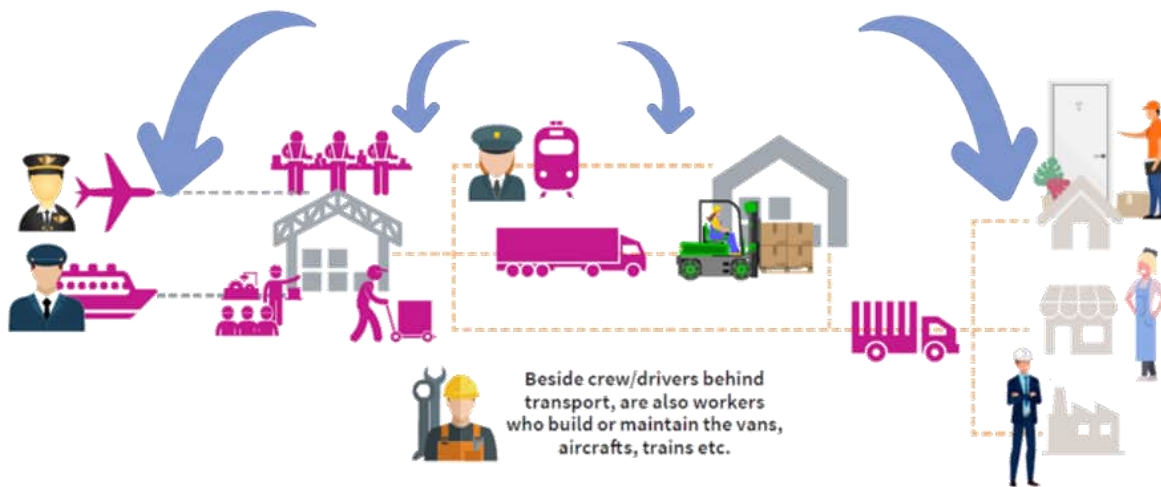 Beside crew/drivers behind
transport, are also workers
who build or maintain the vans,
aircrafts, trains etc.